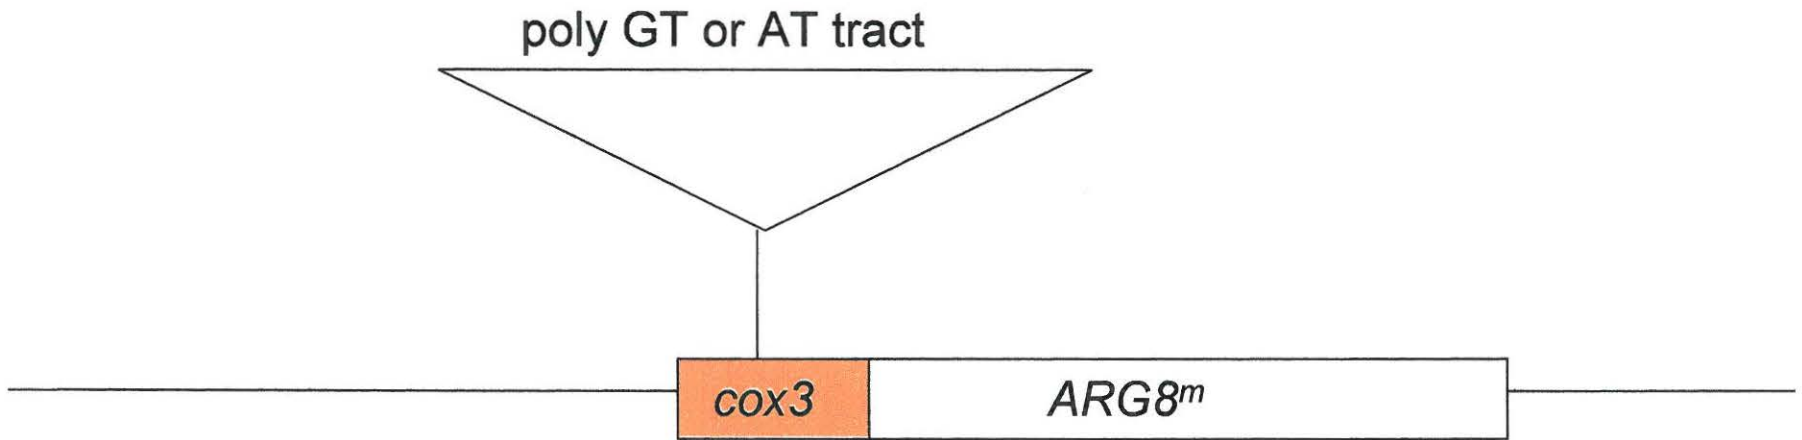 poly GT or AT tract
cox3 ARG8ᵐ